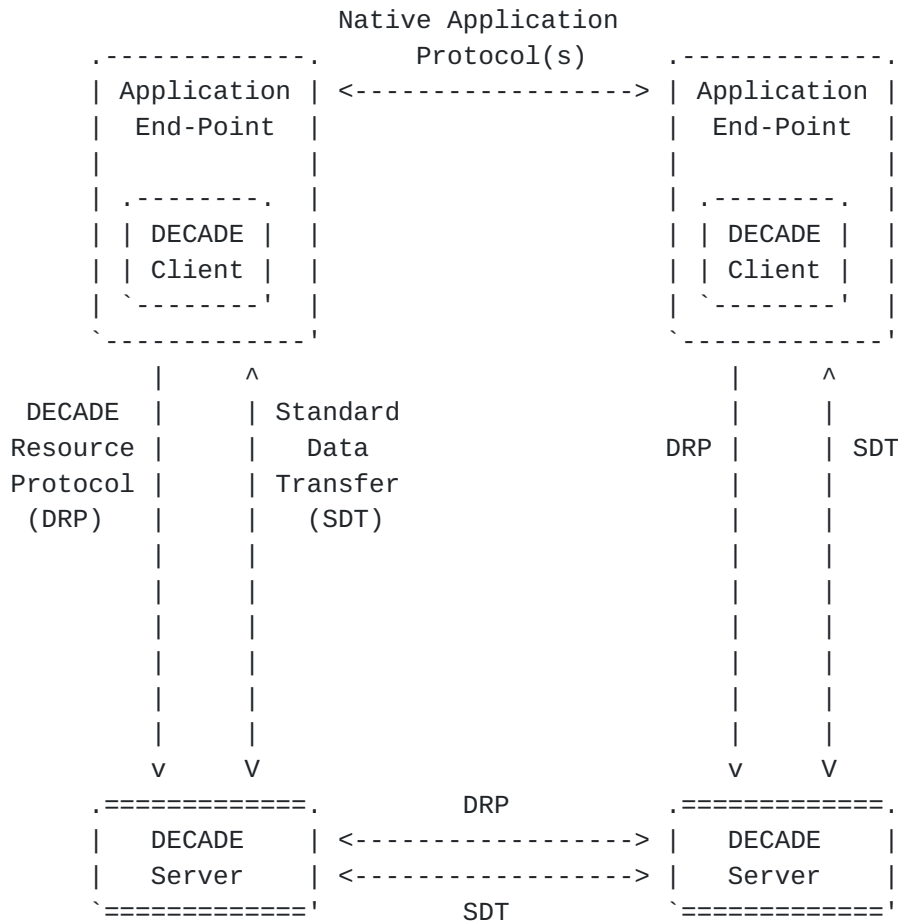 Native Application
Protocol(s)
Application <-------------------> Application
End-Point End-Point
DECADE DECADE
Client Client
DECADE Standard
Resource Data DRP SDT
Protocol Transfer
(DRP) (SDT)
DRP
DECADE <-------------------> DECADE
Server <-------------------> Server
SDT